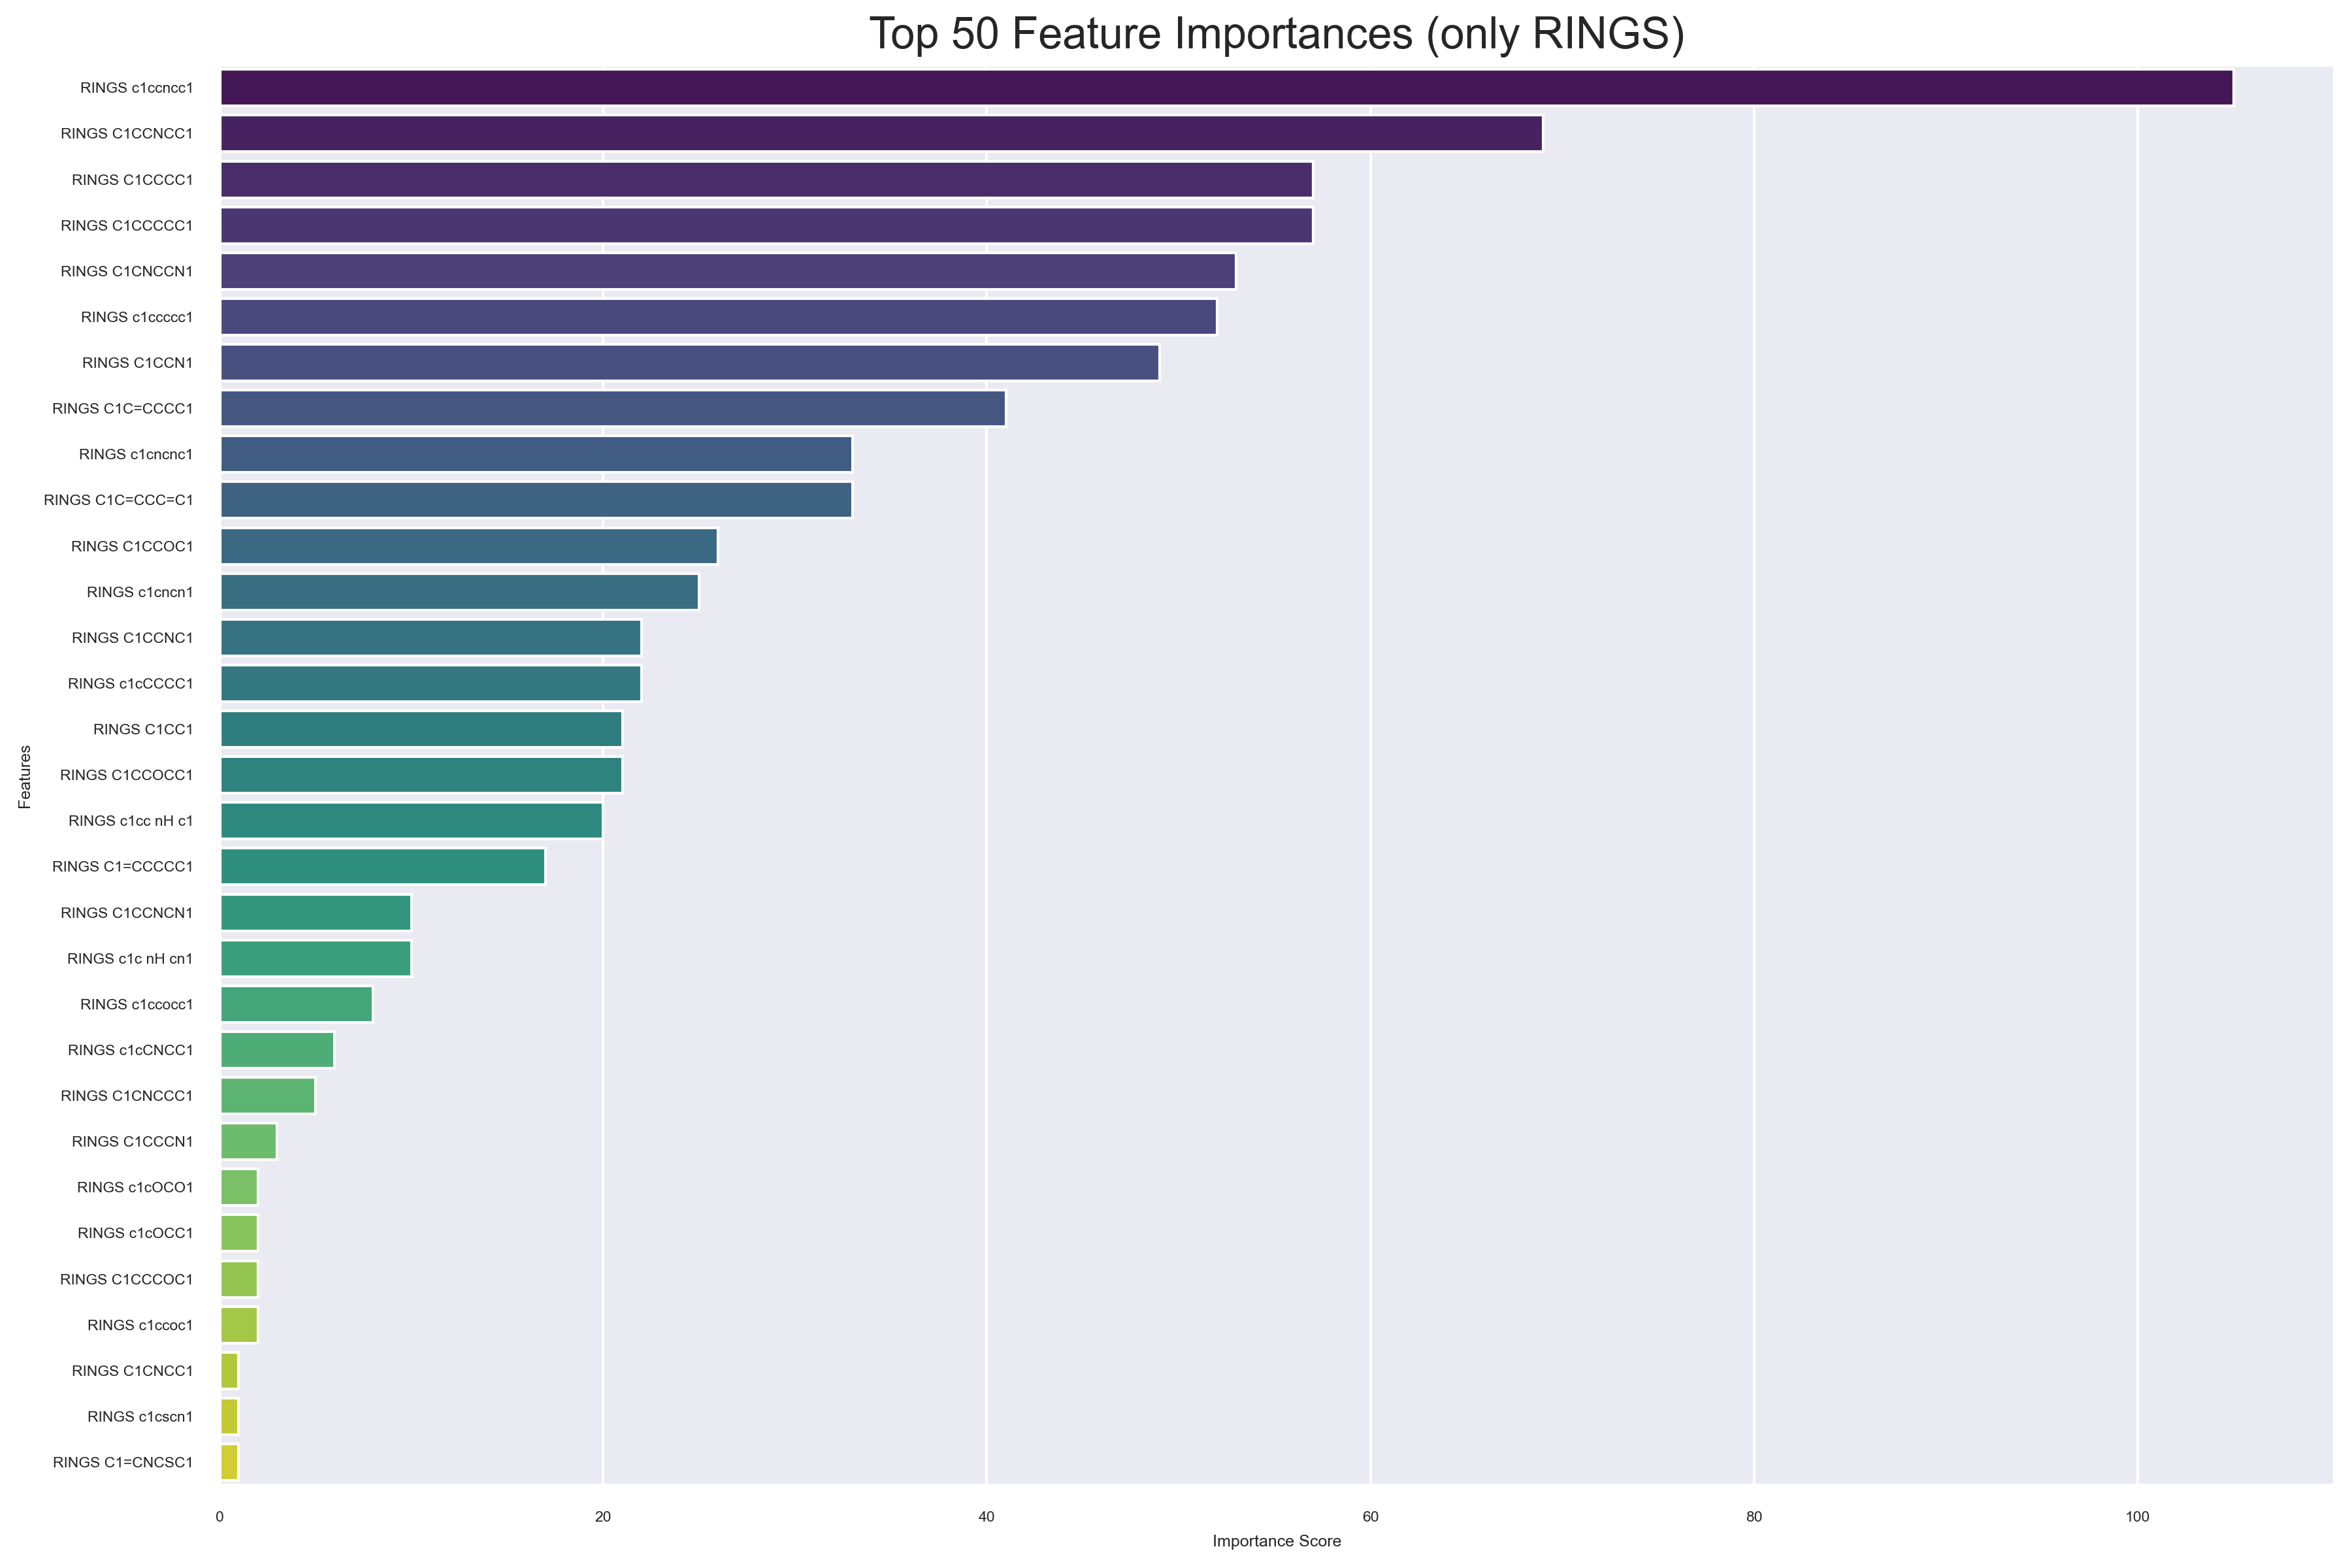 Top 50 Feature Importances (only RINGS)
RINGS c1ccncc1
RINGS C1CCNCC1
RINGS C1CCCC1
RINGS C1CCCCC1
RINGS C1CNCCN1
RINGS c1ccccc1
RINGS C1CCN1
RINGS C1C=CCCC1
RINGS c1cncnc1
RINGS C1C=CCC=C1
RINGS C1CCOC1
RINGS c1cncn1
RINGS C1CCNC1
RINGS c1cCCCC1
RINGS C1CC1
RINGS C1CCOCC1
RINGS c1cc nH c1
RINGS C1=CCCCC1
RINGS C1CCNCN1
RINGS c1c nH cn1
RINGS c1ccocc1
RINGS c1cCNCC1
RINGS C1CNCCC1
RINGS C1CCCN1
RINGS c1cOCO1
RINGS c1cOCC1
RINGS C1CCCOC1
RINGS c1ccoc1
RINGS C1CNCC1
RINGS c1cscn1
RINGS C1=CNCSC1
Features
0 20 40 60 80 100
Importance Score